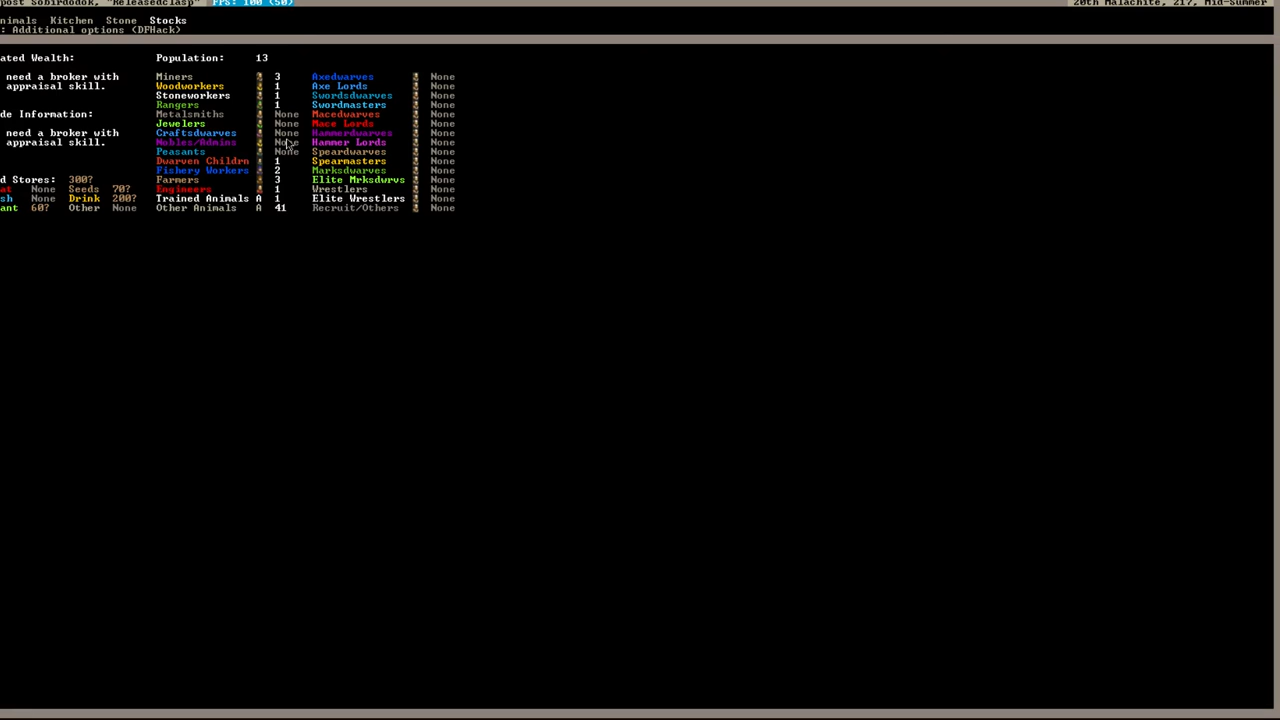 post Sobirdodok, "Releasedclasp" FPS: 100 (50) 20th Malachite, 217, Mid-Summer
nimals Kitchen Stone Stocks
: Additional options (DFHack)
ated Wealth: Population: 13
need a broker with Miners 3 Axedwarves None
appraisal skill. Woodworkers 1 Axe Lords None
Stoneworkers 1 Swordsdwarves None
Rangers 1 Swordmasters None
de Information: Metalsmiths None Macedwarves None
Jewelers None Mace Lords None
need a broker with Craftsdwarves None Hammerdwarves None
appraisal skill. Nobles/Admins None Hammer Lords None
Peasants None Speardwarves None
Dwarven Childrn 1 Spearmasters None
Fishery Workers 2 Marksdwarves None
d Stores: 300? Farmers 3 Elite Mrksdwrvs None
at None Seeds 70? Engineers 1 Wrestlers None
sh None Drink 200? Trained Animals A 1 Elite Wrestlers None
ant 60? Other None Other Animals A 41 Recruit/Others None